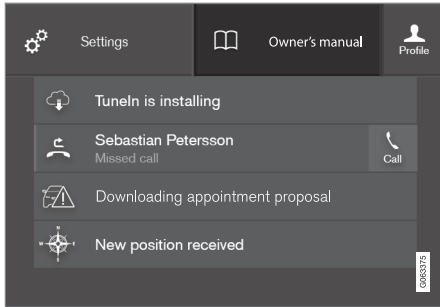 Settings
Owner's manual
Profile
TuneIn is installing
Sebastian Petersson
Missed call
Call
Downloading appointment proposal
N
W E
S
New position received
G063375